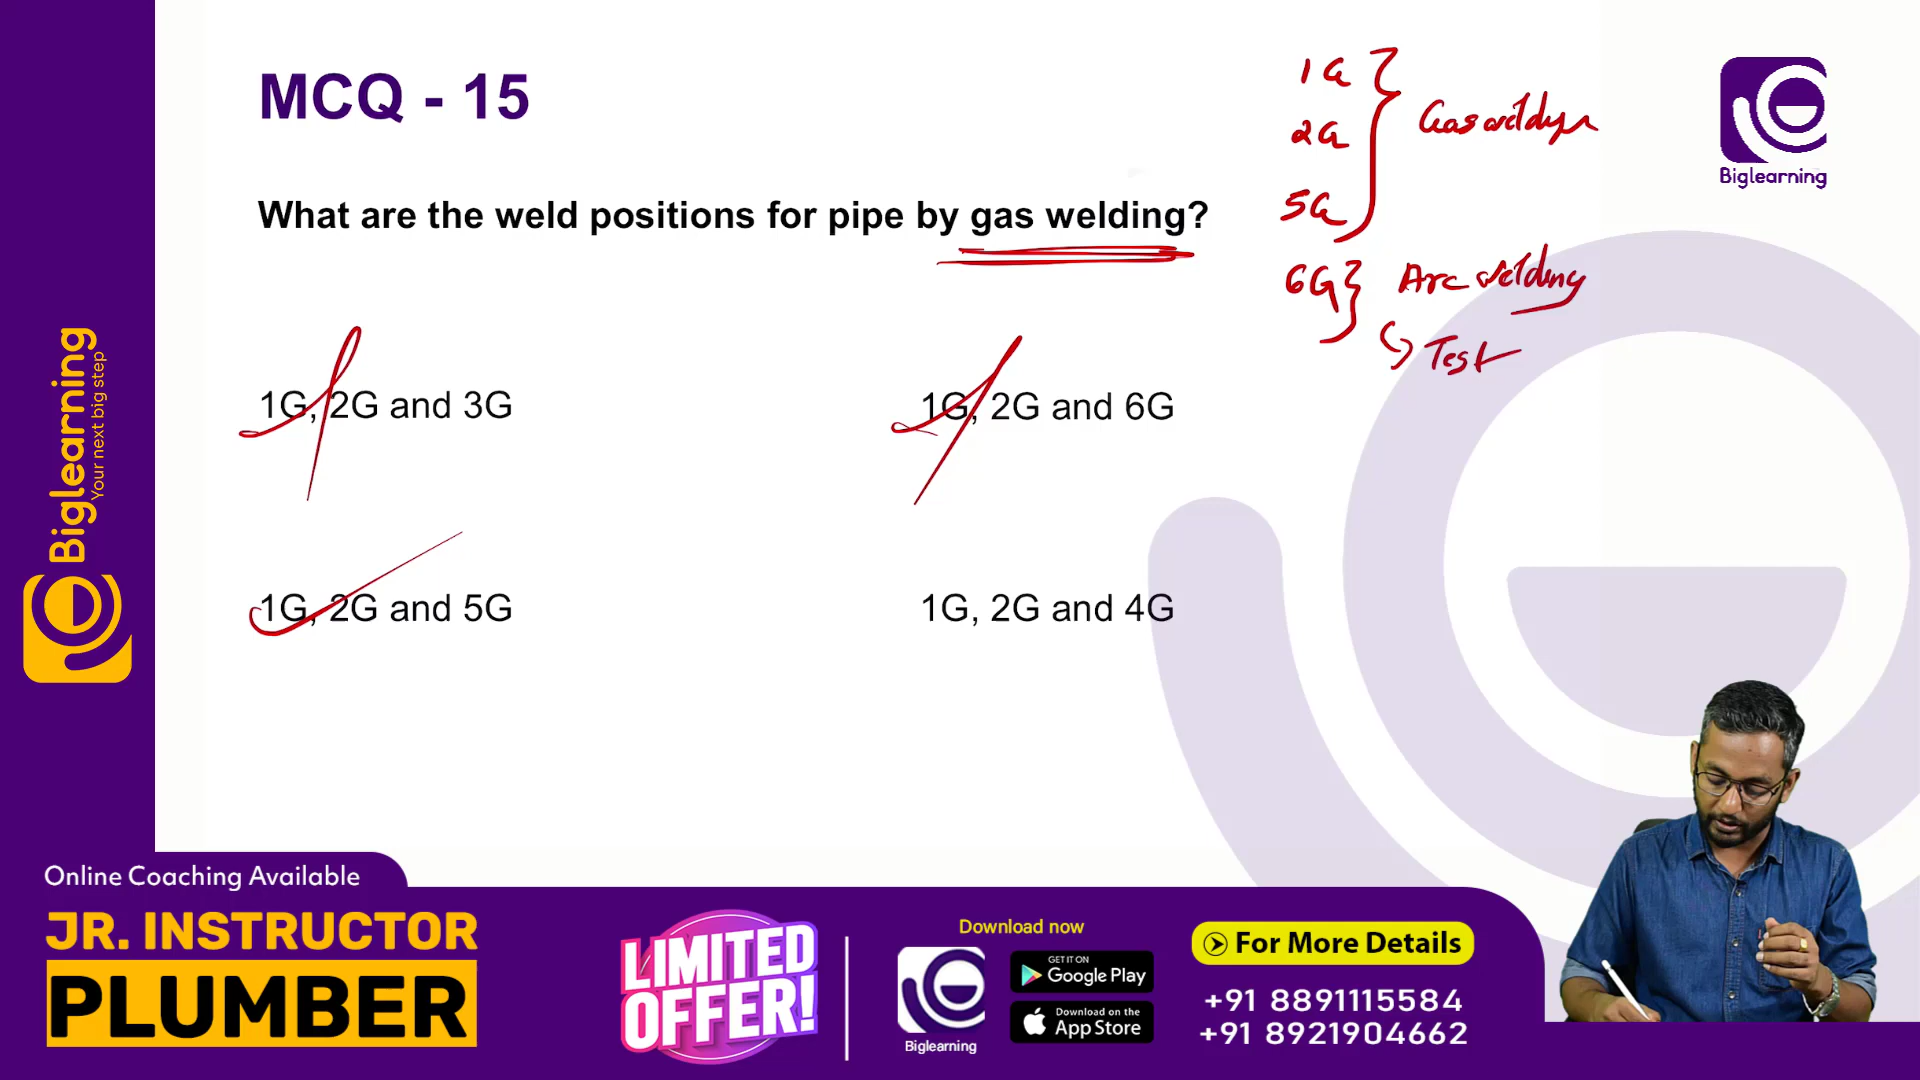 MCQ - 15
What are the weld positions for pipe by gas welding?
1G, 2G and 3G
1G, 2G and 6G
1G, 2G and 5G
1G, 2G and 4G
1G
2G
5G
Gas welding
6G
Arc welding
Test
Biglearning
Biglearning
Your next big step
Online Coaching Available
JR. INSTRUCTOR
PLUMBER
LIMITED
OFFER!
Download now
Biglearning
GET IT ON
Google Play
Download on the
App Store
For More Details
+91 8891115584
+91 8921904662